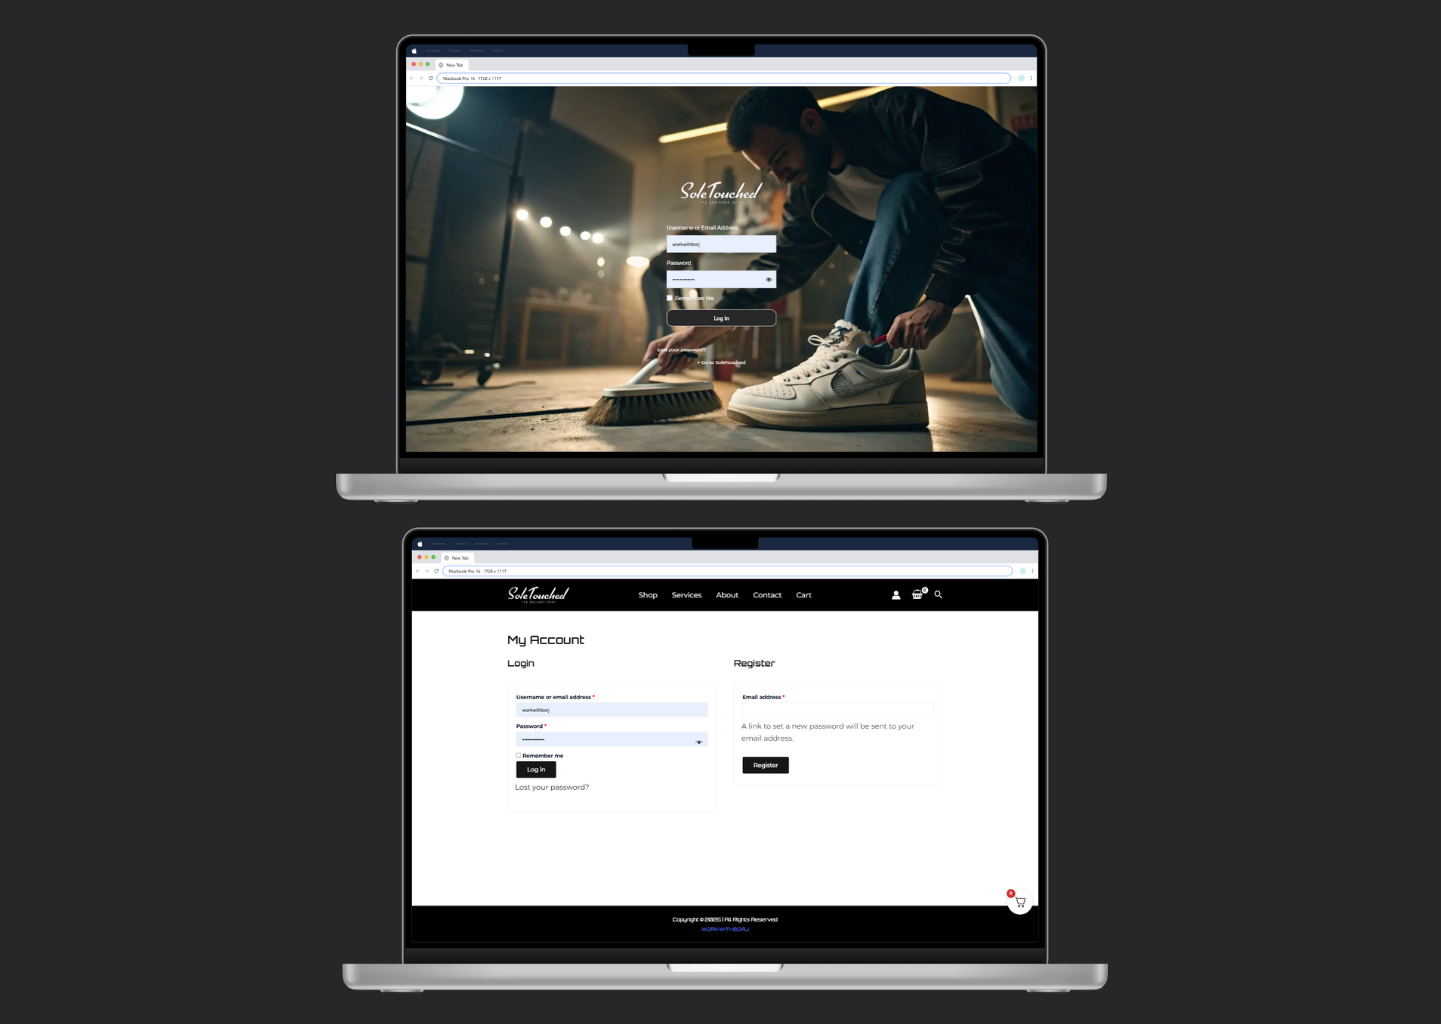 New Tab
Macbook Pro 16 1728 x 1117
SoleTouched
THE SNEAKER
Username or Email Address
workwithborj
Password
Remember Me
Log In
Lost your password?
← Go to SoleTouched
New Tab
Macbook Pro 16 1728 x 1117
SoleTouched
THE SNEAKER
Shop Services About Contact Cart
0
My Account
Login
Register
Username or email address *
workwithborj
Password *
Remember me
Log in
Lost your password?
Email address *
A link to set a new password will be sent to your
email address.
Register
0
Copyright © 2025 | All Rights Reserved
WORKWITHBORJ